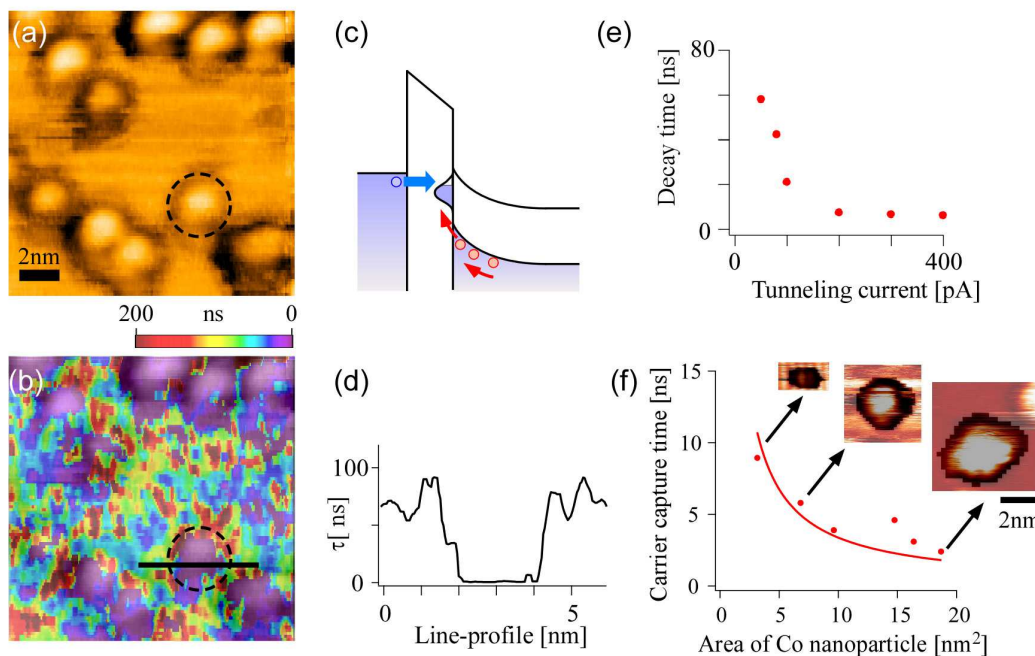 (a)
2nm
200 ns 0
(b)
(c)
(d)
100
0
τ[ ns]
0 5
Line-profile [nm]
(e)
80
0
Decay time [ns]
0 400
Tunneling current [pA]
(f)
15
10
5
0
Carrier capture time [ns]
0 5 10 15 20
Area of Co nanoparticle [nm²]
2nm